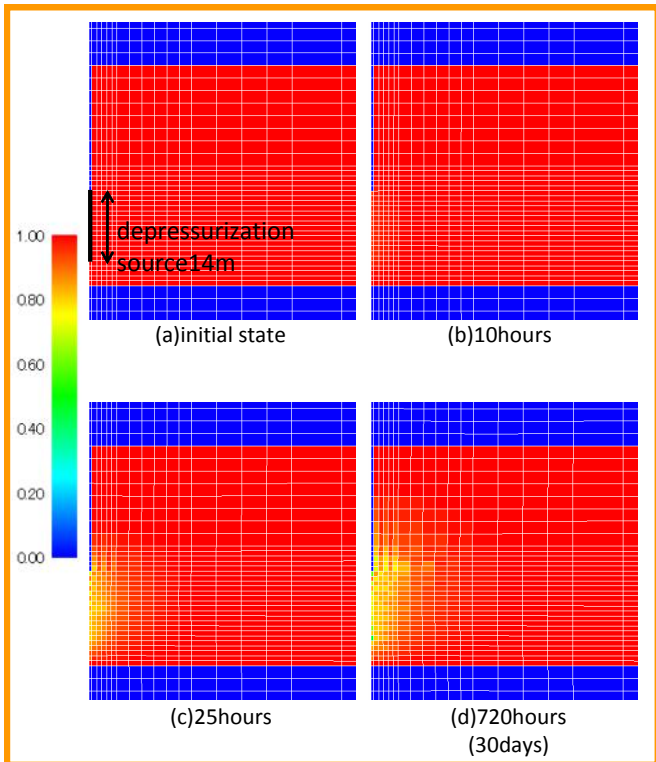 depressurization
source14m
1.00
0.80
0.60
0.40
0.20
0.00
(a)initial state
(b)10hours
(c)25hours
(d)720hours
(30days)